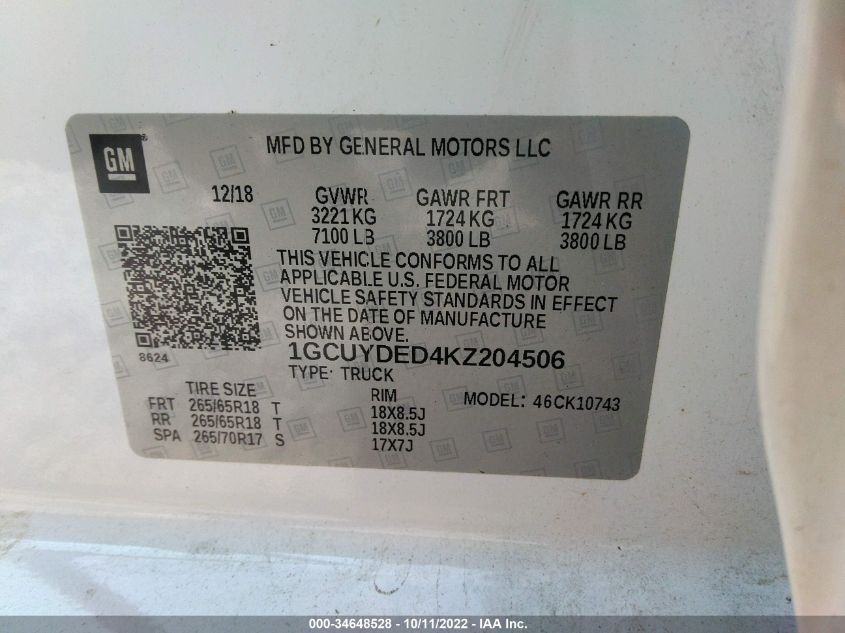 GM ®
MFD BY GENERAL MOTORS LLC
12/18 GVWR GAWR FRT GAWR RR
3221 KG 1724 KG 1724 KG
7100 LB 3800 LB 3800 LB
THIS VEHICLE CONFORMS TO ALL
APPLICABLE U.S. FEDERAL MOTOR
VEHICLE SAFETY STANDARDS IN EFFECT
ON THE DATE OF MANUFACTURE
SHOWN ABOVE.
8624
1GCUYDED4KZ204506
TYPE: TRUCK
TIRE SIZE RIM MODEL: 46CK10743
FRT 265/65R18 T 18X8.5J
RR 265/65R18 T 18X8.5J
SPA 265/70R17 S 17X7J
000-34648528 - 10/11/2022 - IAA Inc.